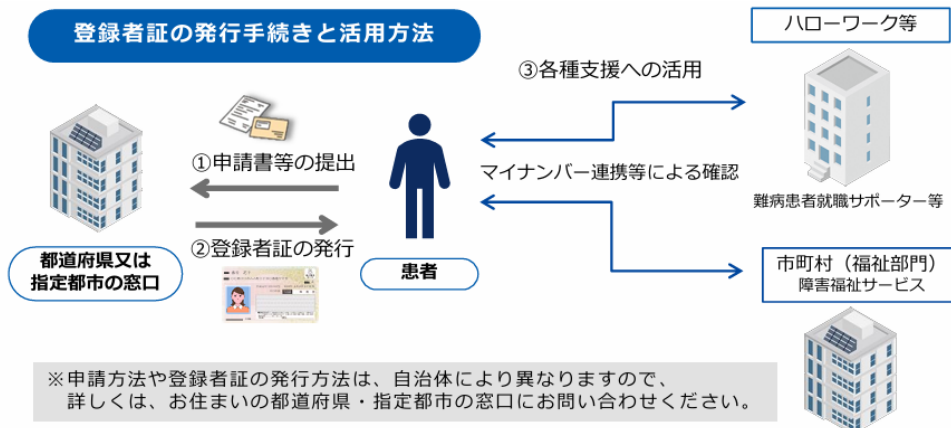 登録者証の発行手続きと活用方法
ハローワーク等
③各種支援への活用
①申請書等の提出
マイナンバー連携等による確認
難病患者就職サポーター等
②登録者証の発行
都道府県又は
指定都市の窓口
患者
市町村（福祉部門）
障害福祉サービス
※申請方法や登録者証の発行方法は、自治体により異なりますので、
詳しくは、お住まいの都道府県・指定都市の窓口にお問い合わせください。